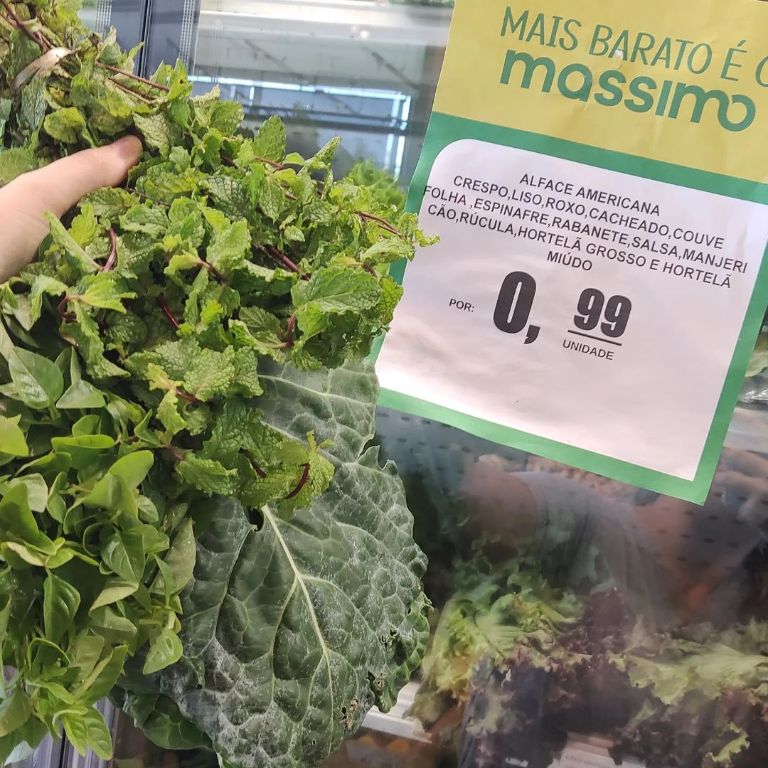 MAIS BARATO É O
massimo
ALFACE AMERICANA
CRESPO,LISO,ROXO,CACHEADO,COUVE
FOLHA ,ESPINAFRE,RABANETE,SALSA,MANJERI
CÃO,RÚCULA,HORTELÃ GROSSO E HORTELÃ
MIÚDO
POR: 0, 99
UNIDADE